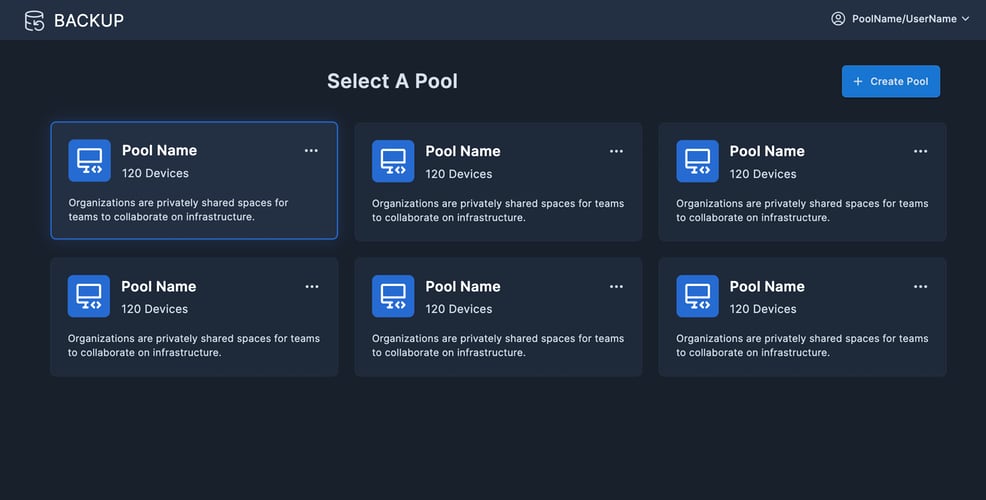 BACKUP
PoolName/UserName
Select A Pool
+ Create Pool
Pool Name
120 Devices
Organizations are privately shared spaces for
teams to collaborate on infrastructure.
Pool Name
120 Devices
Organizations are privately shared spaces for teams
to collaborate on infrastructure.
Pool Name
120 Devices
Organizations are privately shared spaces for teams
to collaborate on infrastructure.
Pool Name
120 Devices
Organizations are privately shared spaces for teams
to collaborate on infrastructure.
Pool Name
120 Devices
Organizations are privately shared spaces for teams
to collaborate on infrastructure.
Pool Name
120 Devices
Organizations are privately shared spaces for teams
to collaborate on infrastructure.